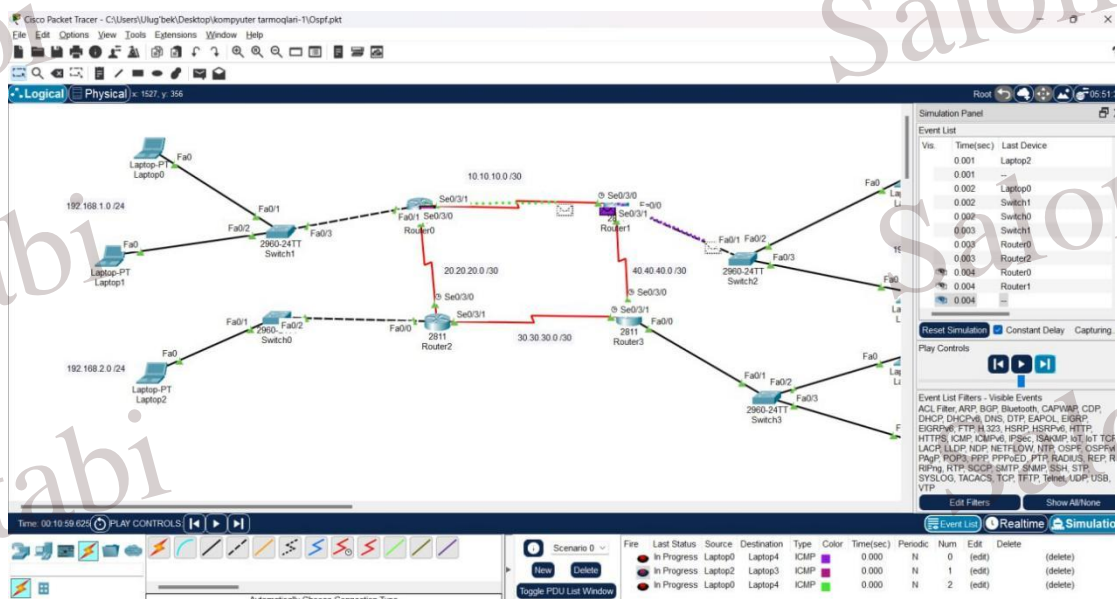 Cisco Packet Tracer - C:\Users\Ulug'bek\Desktop\kompyuter tarmoqlari-1\Ospf.pkt
File Edit Options View Tools Extensions Window Help
Logical Physical x: 1527, y: 356 Root 05:51:
Simulation Panel
Event List
Vis. Time(sec) Last Device
0.001 Laptop2
0.001 --
0.002 Laptop0
0.002 Switch1
0.002 Switch0
0.003 Switch1
0.003 Router0
0.003 Router2
0.004 Router0
0.004 Router1
0.004 --
Reset Simulation Constant Delay Capturing
Play Controls
Event List Filters - Visible Events
ACL Filter, ARP, BGP, Bluetooth, CAPWAP, CDP,
DHCP, DHCPv6, DNS, DTP, EAPOL, EIGRP,
EIGRPv6, FTP, H.323, HSRP, HSRPv6, HTTP,
HTTPS, ICMP, ICMPv6, IPSec, ISAKMP, IoT, IoT TCP,
LACP, LLDP, NDP, NETFLOW, NTP, OSPF, OSPFv
PAgP, POP3, PPP, PPPoED, PTP, RADIUS, REP, R
RIPng, RTP, SCCP, SMTP, SNMP, SSH, STP,
SYSLOG, TACACS, TCP, TFTP, Telnet, UDP, USB,
VTP
Edit Filters Show All/None
Fa0
Laptop-PT
Laptop0
192.168.1.0 /24
Fa0/1
Fa0/2
Fa0/3
2960-24TT
Switch1
Fa0
Laptop-PT
Laptop1
10.10.10.0 /30
Se0/3/1
Fa0/1 Se0/3/0
Router0
Se0/3/0
Fa0/0
Se0/3/1
Router1
Fa0/1 Fa0/2
Fa0/3
2960-24TT
Switch2
Fa0
Fa0
20.20.20.0 /30
40.40.40.0 /30
Se0/3/0
Se0/3/0
Fa0/1
Fa0/2
Switch0
Fa0/0
Se0/3/1
2811
Router2
30.30.30.0 /30
Se0/3/1
Fa0/0
2811
Router3
192.168.2.0 /24
Fa0
Laptop-PT
Laptop2
Fa0/1
Fa0/2
Fa0/3
2960-24TT
Switch3
Fa0
Time: 00:10:59.625 PLAY CONTROLS: Event List Realtime Simulatio
Scenario 0
New Delete
Toggle PDU List Window
Fire Last Status Source Destination Type Color Time(sec) Periodic Num Edit Delete
In Progress Laptop0 Laptop4 ICMP 0.000 N 0 (edit) (delete)
In Progress Laptop2 Laptop3 ICMP 0.000 N 1 (edit) (delete)
In Progress Laptop0 Laptop4 ICMP 0.000 N 2 (edit) (delete)
Automatically Choose Connection Type